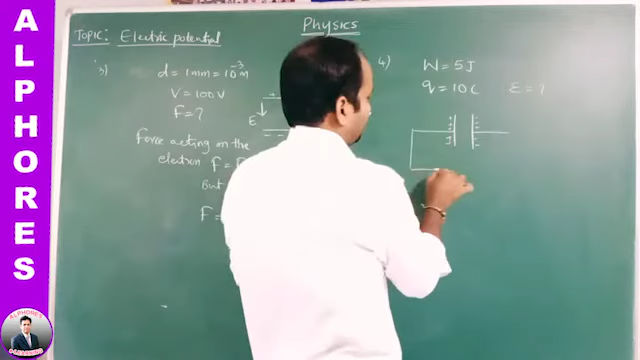 ALPHORES
Physics
TOPIC: Electric potential
3)
d = 1mm = 10⁻³m
V = 100V
F = ?
E
Force acting on the
electron F =
But
F =
4)
W = 5J
q = 10C
ε = ?
ALPHORES